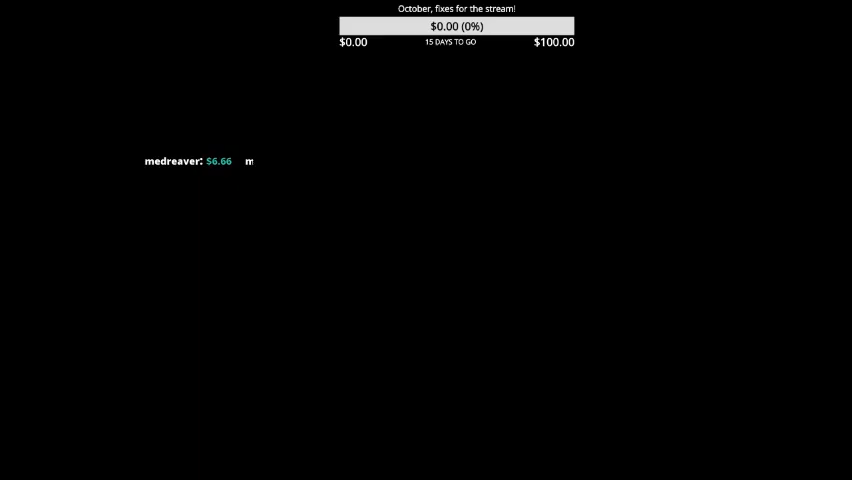 October, fixes for the stream!
$0.00 (0%)
$0.00 15 DAYS TO GO $100.00
medreaver: $6.66 m